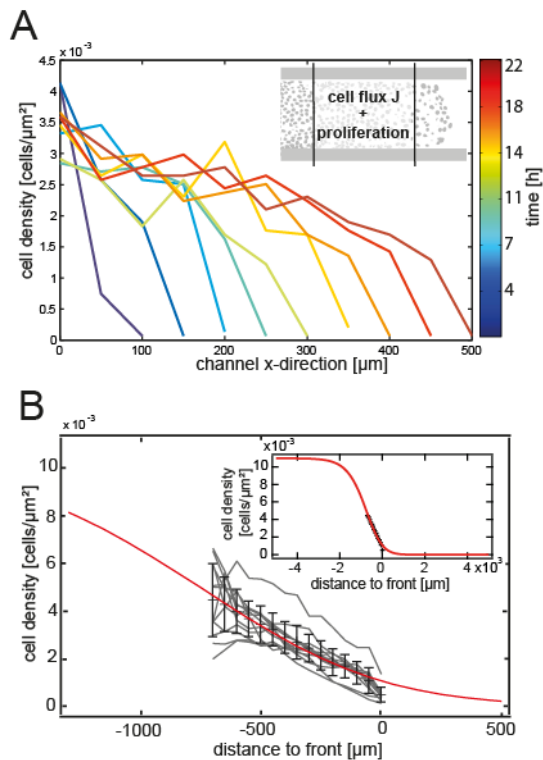 A
x 10⁻³
4.5
4
3.5
3
2.5
2
1.5
1
0.5
0
cell density [cells/µm²]
0 100 200 300 400 500
channel x-direction [µm]
cell flux J
+
proliferation
22
18
14
11
7
4
time [h]
B
x 10⁻³
10
8
6
4
2
0
cell density [cells/µm²]
-1000 -500 0 500
distance to front [µm]
x 10⁻³
10
8
6
4
2
0
cell density
[cells/µm²]
-4 -2 0 2 4 x10³
distance to front [µm]